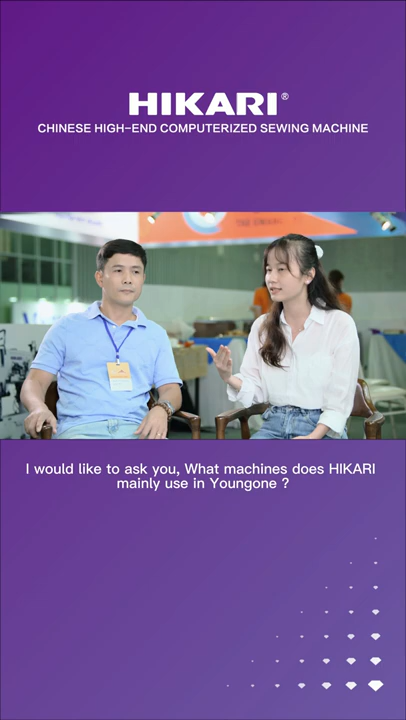 HIKARI®
CHINESE HIGH-END COMPUTERIZED SEWING MACHINE
I would like to ask you, What machines does HIKARI
mainly use in Youngone ?